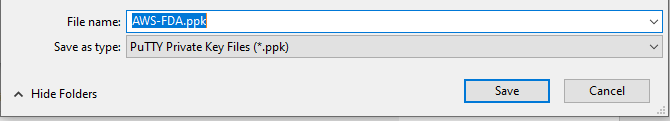 File name: AWS-FDA.ppk
Save as type: PuTTY Private Key Files (*.ppk)
Hide Folders Save Cancel